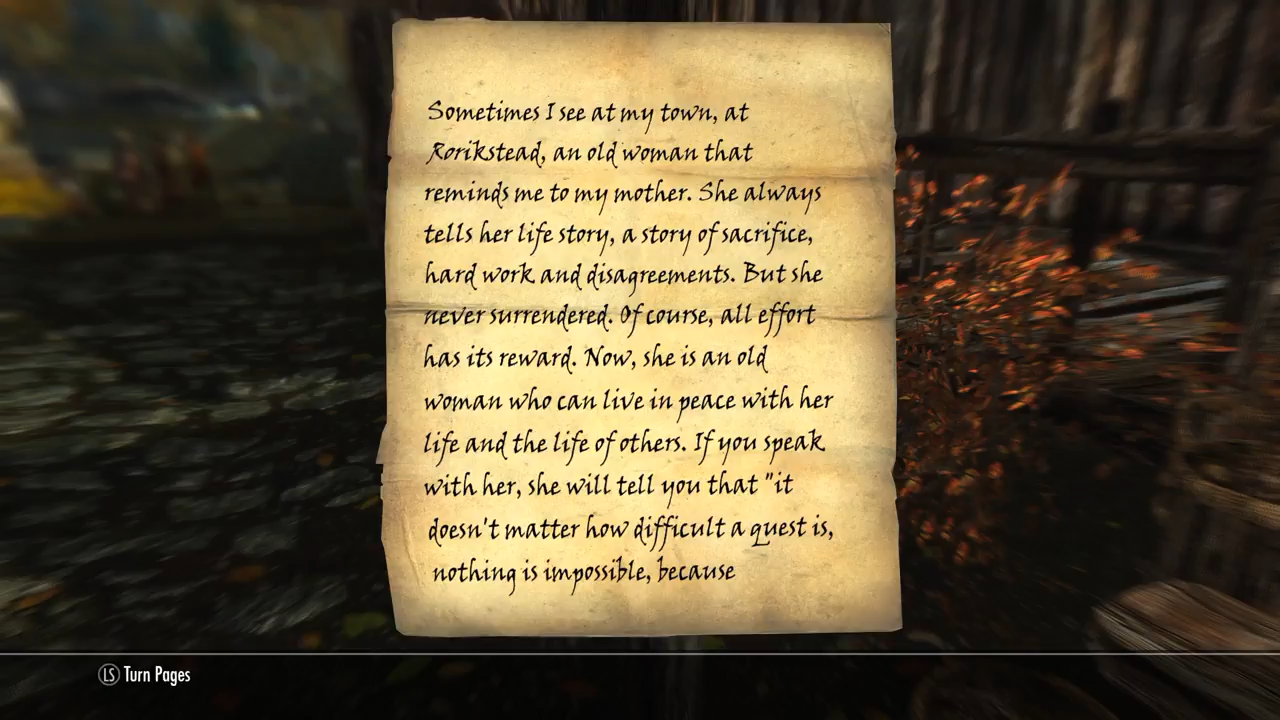 Sometimes I see at my town, at
Rorikstead, an old woman that
reminds me to my mother. She always
tells her life story, a story of sacrifice,
hard work and disagreements. But she
never surrendered. Of course, all effort
has its reward. Now, she is an old
woman who can live in peace with her
life and the life of others. If you speak
with her, she will tell you that "it
doesn't matter how difficult a quest is,
nothing is impossible, because
LS Turn Pages